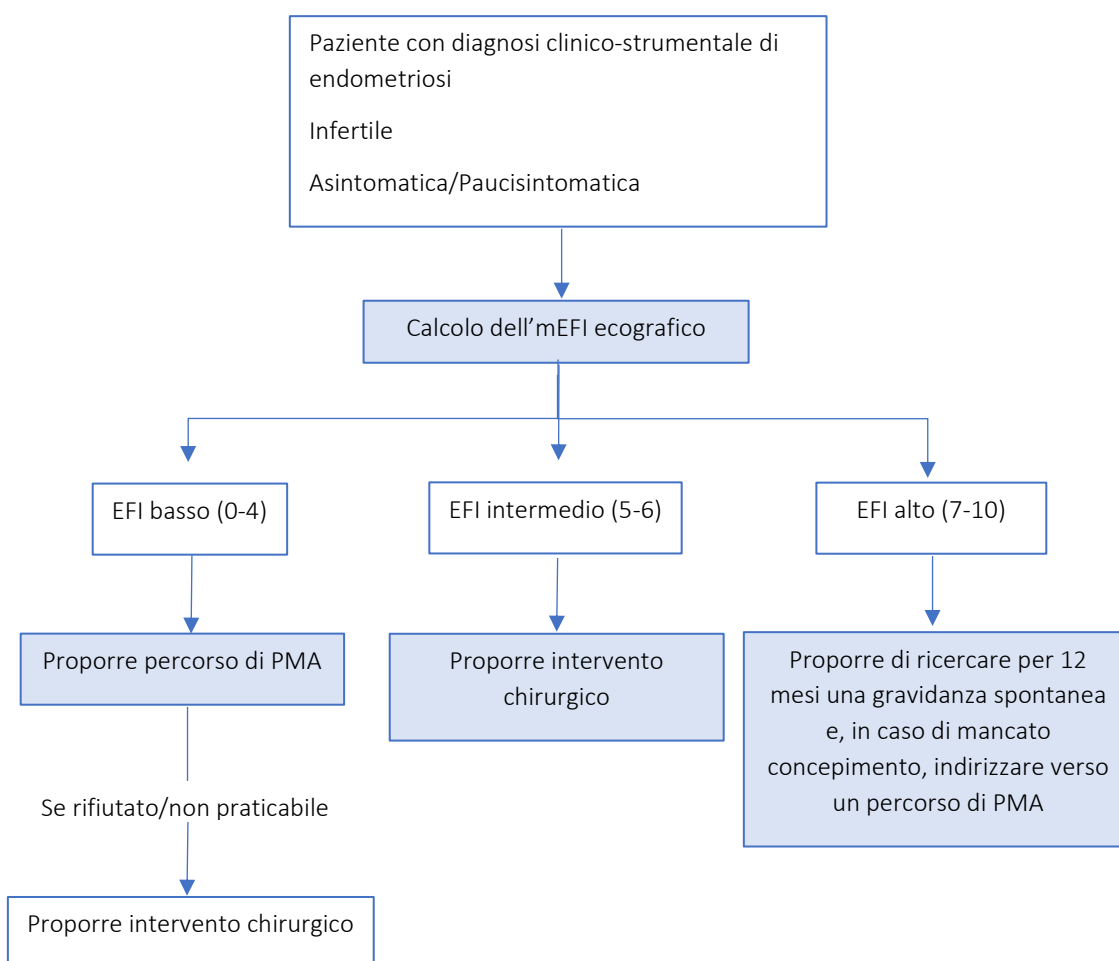 Paziente con diagnosi clinico-strumentale di
endometriosi
Infertile
Asintomatica/Paucisintomatica
Calcolo dell’mEFI ecografico
EFI basso (0-4)
EFI intermedio (5-6)
EFI alto (7-10)
Proporre percorso di PMA
Proporre intervento
chirurgico
Proporre di ricercare per 12
mesi una gravidanza spontanea
e, in caso di mancato
concepimento, indirizzare verso
un percorso di PMA
Se rifiutato/non praticabile
Proporre intervento chirurgico